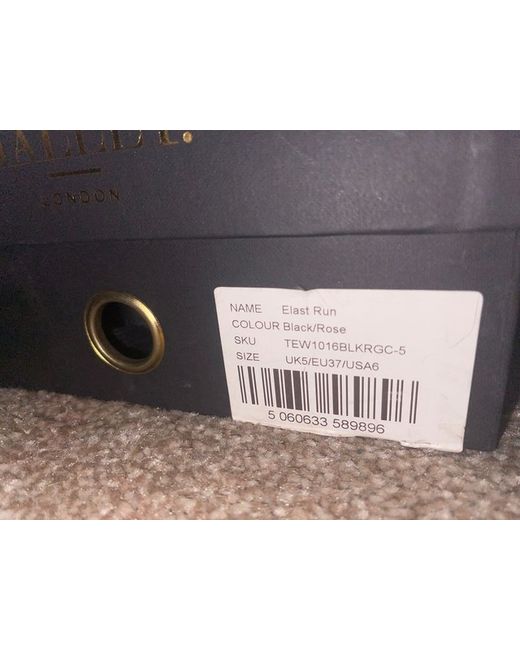 LONDON
NAME Elast Run
COLOUR Black/Rose
SKU TEW1016BLKRGC-5
SIZE UK5/EU37/USA6
5 060633 589896